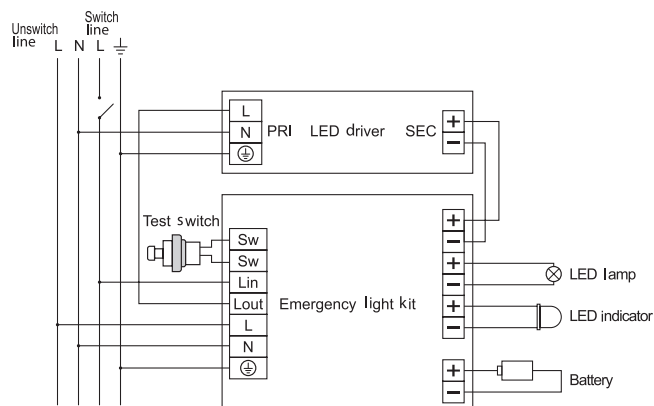 Unswitch line
Switch line
L N L
L
N PRI LED driver SEC + −
Test switch
Sw
Sw
Lin
Lout Emergency light kit
L
N
+
−
+
− LED lamp
+
− LED indicator
+
− Battery